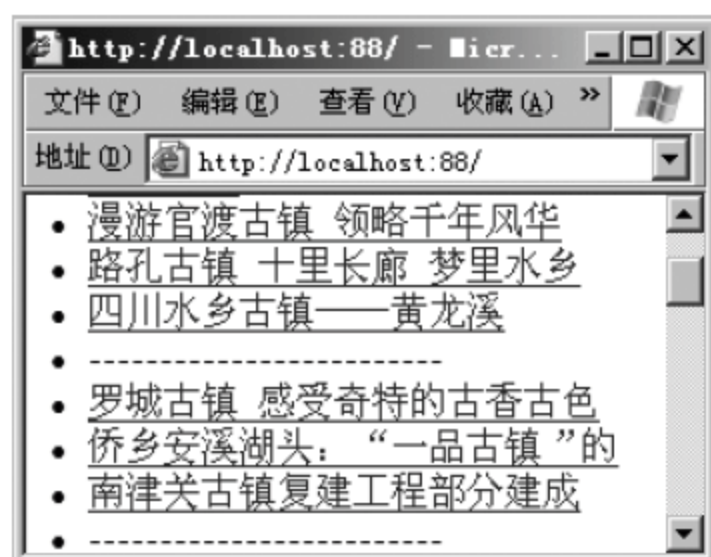 http://localhost:88/ - Micr...
文件(F) 编辑(E) 查看(V) 收藏(A) »
地址(D) http://localhost:88/
• 漫游官渡古镇 领略千年风华
• 路孔古镇 十里长廊 梦里水乡
• 四川水乡古镇——黄龙溪
• -------------------------
• 罗城古镇 感受奇特的古香古色
• 侨乡安溪湖头：“一品古镇”的
• 南津关古镇复建工程部分建成
• -------------------------